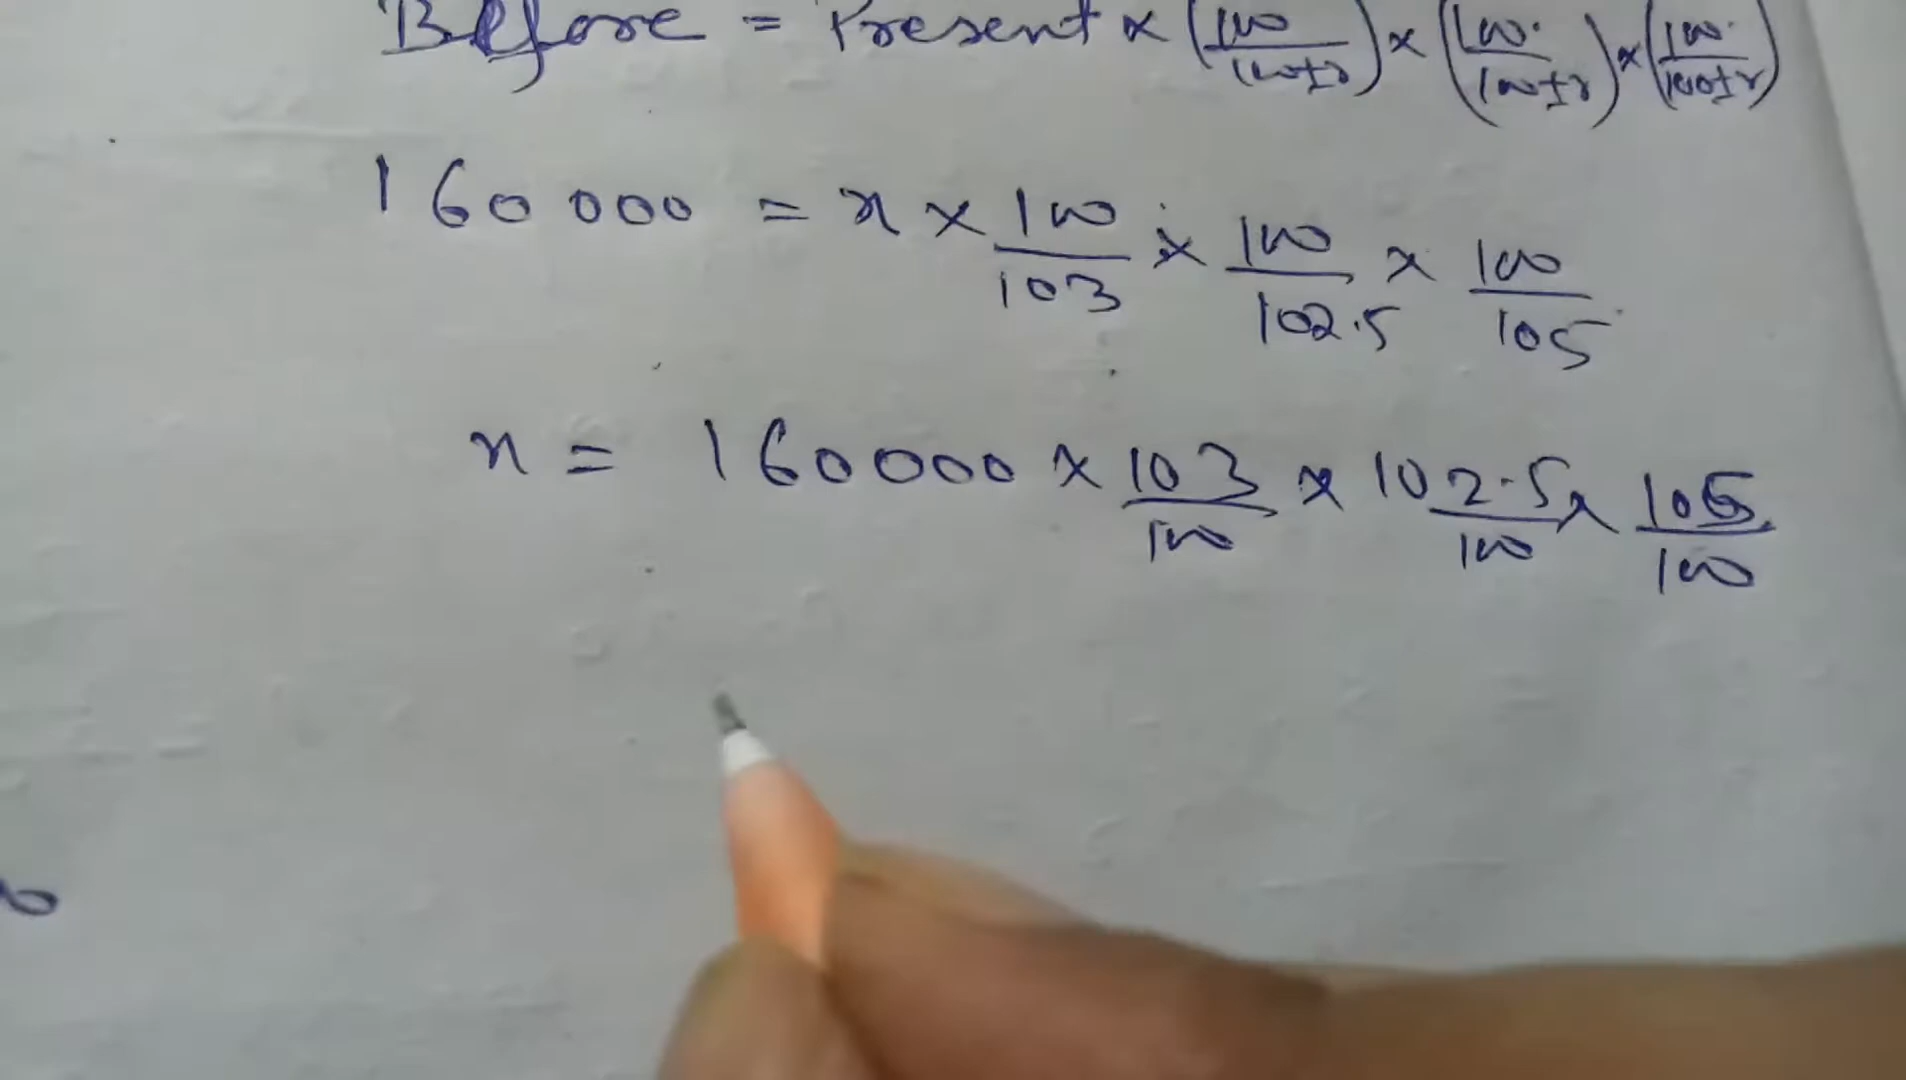 Before = Present × (100/100±r) × (100/100±r) × (100/100±r)
160000 = x × 100/103 × 100/102.5 × 100/105
x = 160000 × 103/100 × 102.5/100 × 105/100